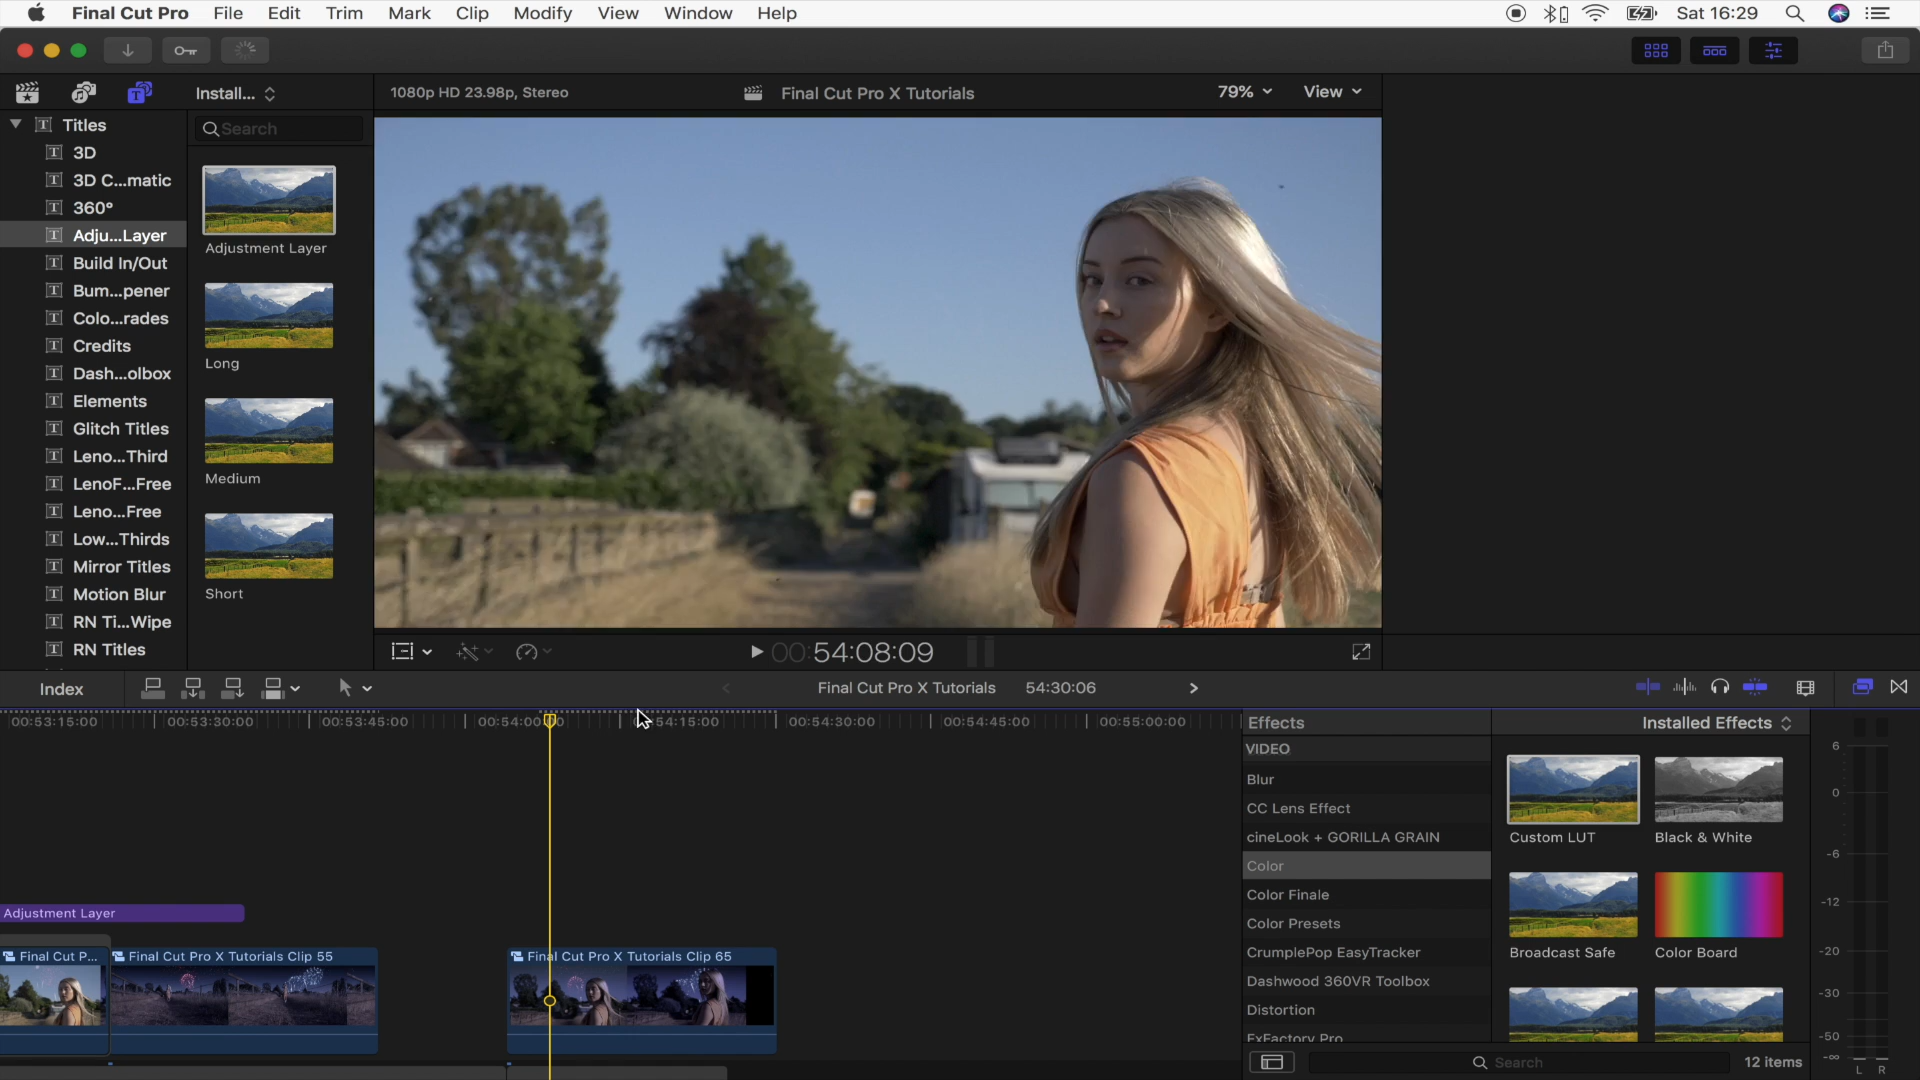 Final Cut Pro File Edit Trim Mark Clip Modify View Window Help Sat 16:29
Install... 1080p HD 23.98p, Stereo Final Cut Pro X Tutorials 79% View
Titles
Search
3D
3D C...matic
360°
Adju...Layer
Build In/Out
Bum...pener
Colo...rades
Credits
Dash...olbox
Elements
Glitch Titles
Leno...Third
LenoF...Free
Leno...Free
Low...Thirds
Mirror Titles
Motion Blur
RN Ti...Wipe
RN Titles
Adjustment Layer
Long
Medium
Short
00:54:08:09
Index
Final Cut Pro X Tutorials 54:30:06
00:53:15:00 00:53:30:00 00:53:45:00 00:54:15:00 00:54:30:00 00:54:45:00 00:55:00:00
Adjustment Layer
Final Cut P...
Final Cut Pro X Tutorials Clip 55
Final Cut Pro X Tutorials Clip 65
Effects
Installed Effects
VIDEO
Blur
CC Lens Effect
cineLook + GORILLA GRAIN
Color
Color Finale
Color Presets
CrumplePop EasyTracker
Dashwood 360VR Toolbox
Distortion
FxFactory Pro
Custom LUT
Black & White
Broadcast Safe
Color Board
Search
12 items
6
0
-6
-12
-20
-30
-50
-∞
L R